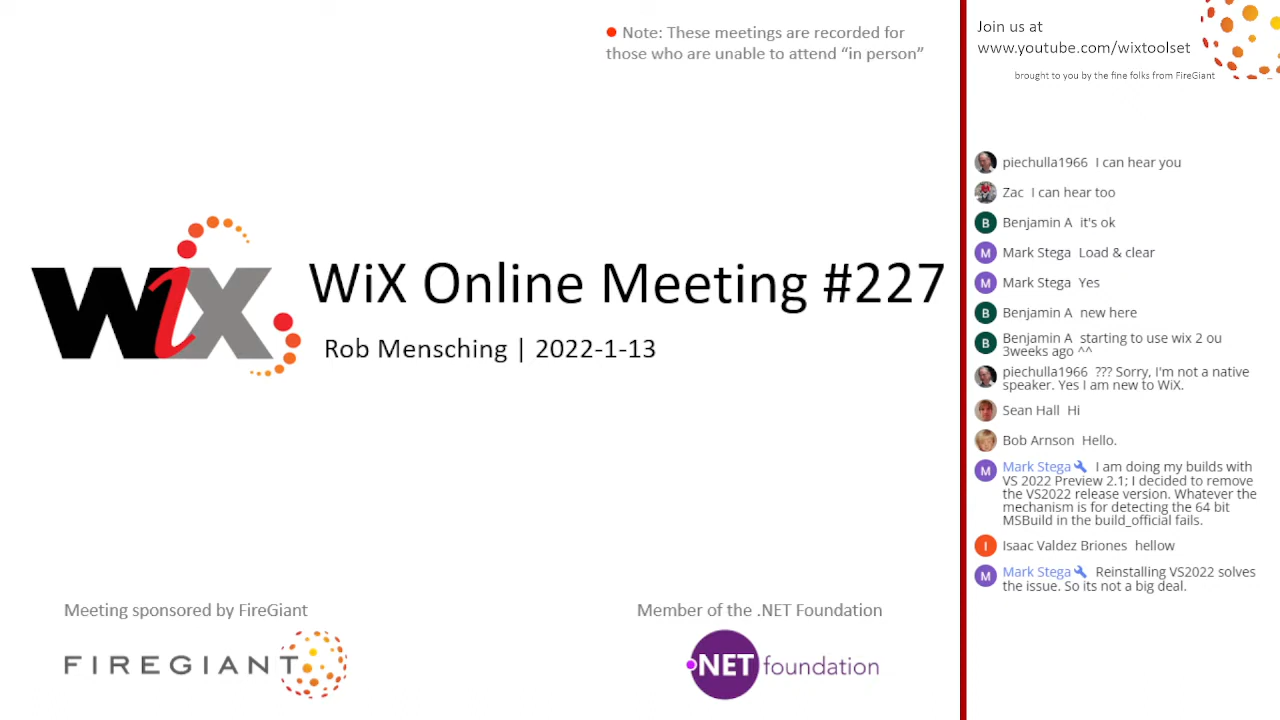 Note: These meetings are recorded for
those who are unable to attend “in person”
WiX
WiX Online Meeting #227
Rob Mensching | 2022-1-13
Meeting sponsored by FireGiant
FIREGIANT
Member of the .NET Foundation
.NET foundation
Join us at
www.youtube.com/wixtoolset
brought to you by the fine folks from FireGiant
piechulla1966 I can hear you
Zac I can hear too
B Benjamin A it's ok
M Mark Stega Load & clear
M Mark Stega Yes
B Benjamin A new here
B Benjamin A starting to use wix 2 ou
3weeks ago ^^
piechulla1966 ??? Sorry, I'm not a native
speaker. Yes I am new to WiX.
Sean Hall Hi
Bob Arnson Hello.
M Mark Stega I am doing my builds with
VS 2022 Preview 2.1; I decided to remove
the VS2022 release version. Whatever the
mechanism is for detecting the 64 bit
MSBuild in the build_official fails.
I Isaac Valdez Briones hellow
M Mark Stega Reinstalling VS2022 solves
the issue. So its not a big deal.